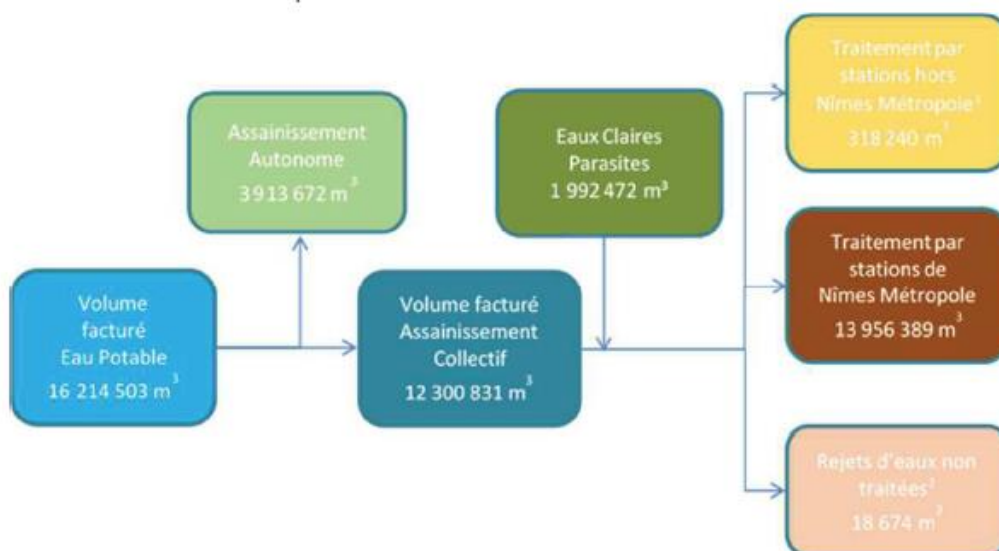 Traitement par
stations hors
Nîmes Métropole¹
318 240 m³
Assainissement
Autonome
3 913 672 m³
Eaux Claires
Parasites
1 992 472 m³
Traitement par
stations de
Nîmes Métropole
13 956 389 m³
Volume
facturé
Eau Potable
16 214 503 m³
Volume facturé
Assainissement
Collectif
12 300 831 m³
Rejets d'eaux non
traitées²
18 674 m³